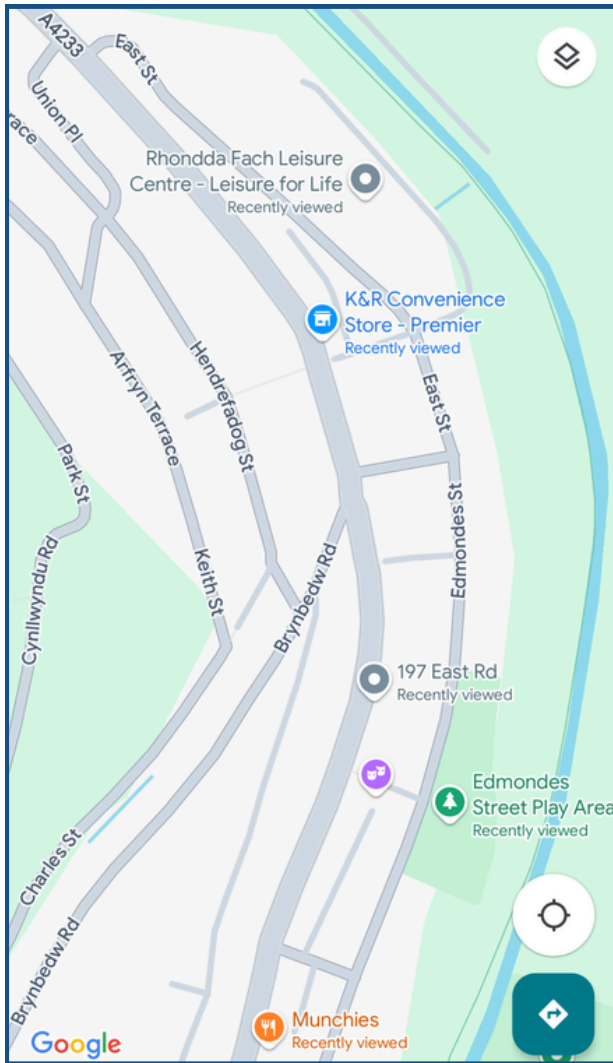 A4233
East St
Union Pl
race
Rhondda Fach Leisure
Centre - Leisure for Life
Recently viewed
K&R Convenience
Store - Premier
Recently viewed
Hendrefadog St
Arfryn Terrace
East St
Park St
Cynllwyndu Rd
Keith St
Brynbedw Rd
Edmondes St
197 East Rd
Recently viewed
Edmondes
Street Play Area
Recently viewed
Charles St
Brynbedw Rd
Munchies
Recently viewed
Google